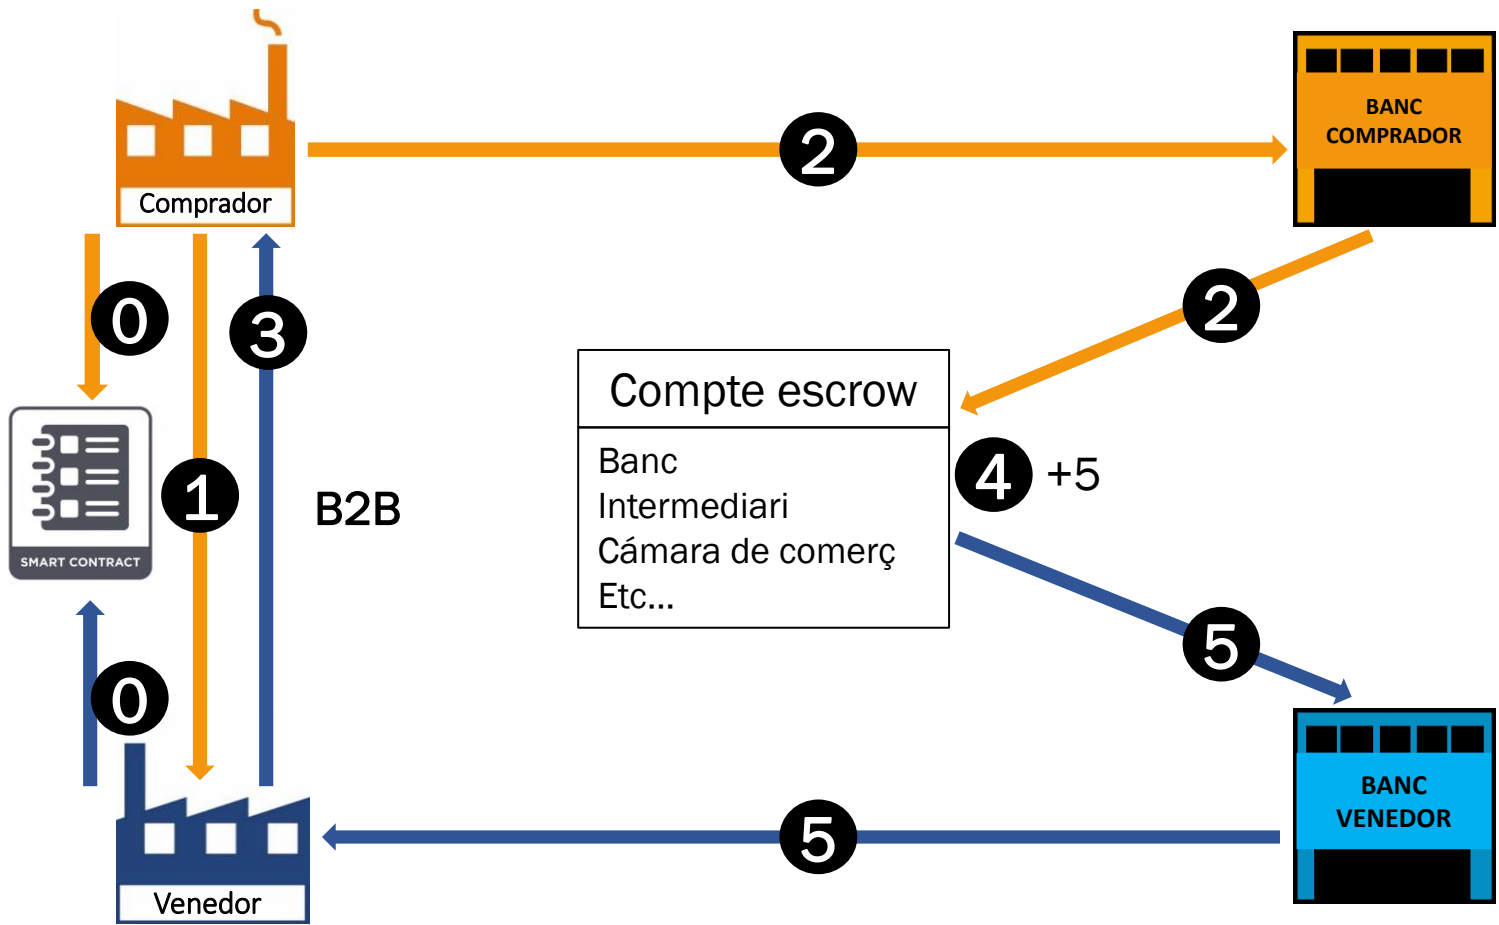 BANC
COMPRADOR
2
Comprador
0
3
2
Compte escrow
Banc
Intermediari
Cámara de comerç
Etc...
4 +5
1
B2B
SMART CONTRACT
5
0
BANC
VENEDOR
5
Venedor